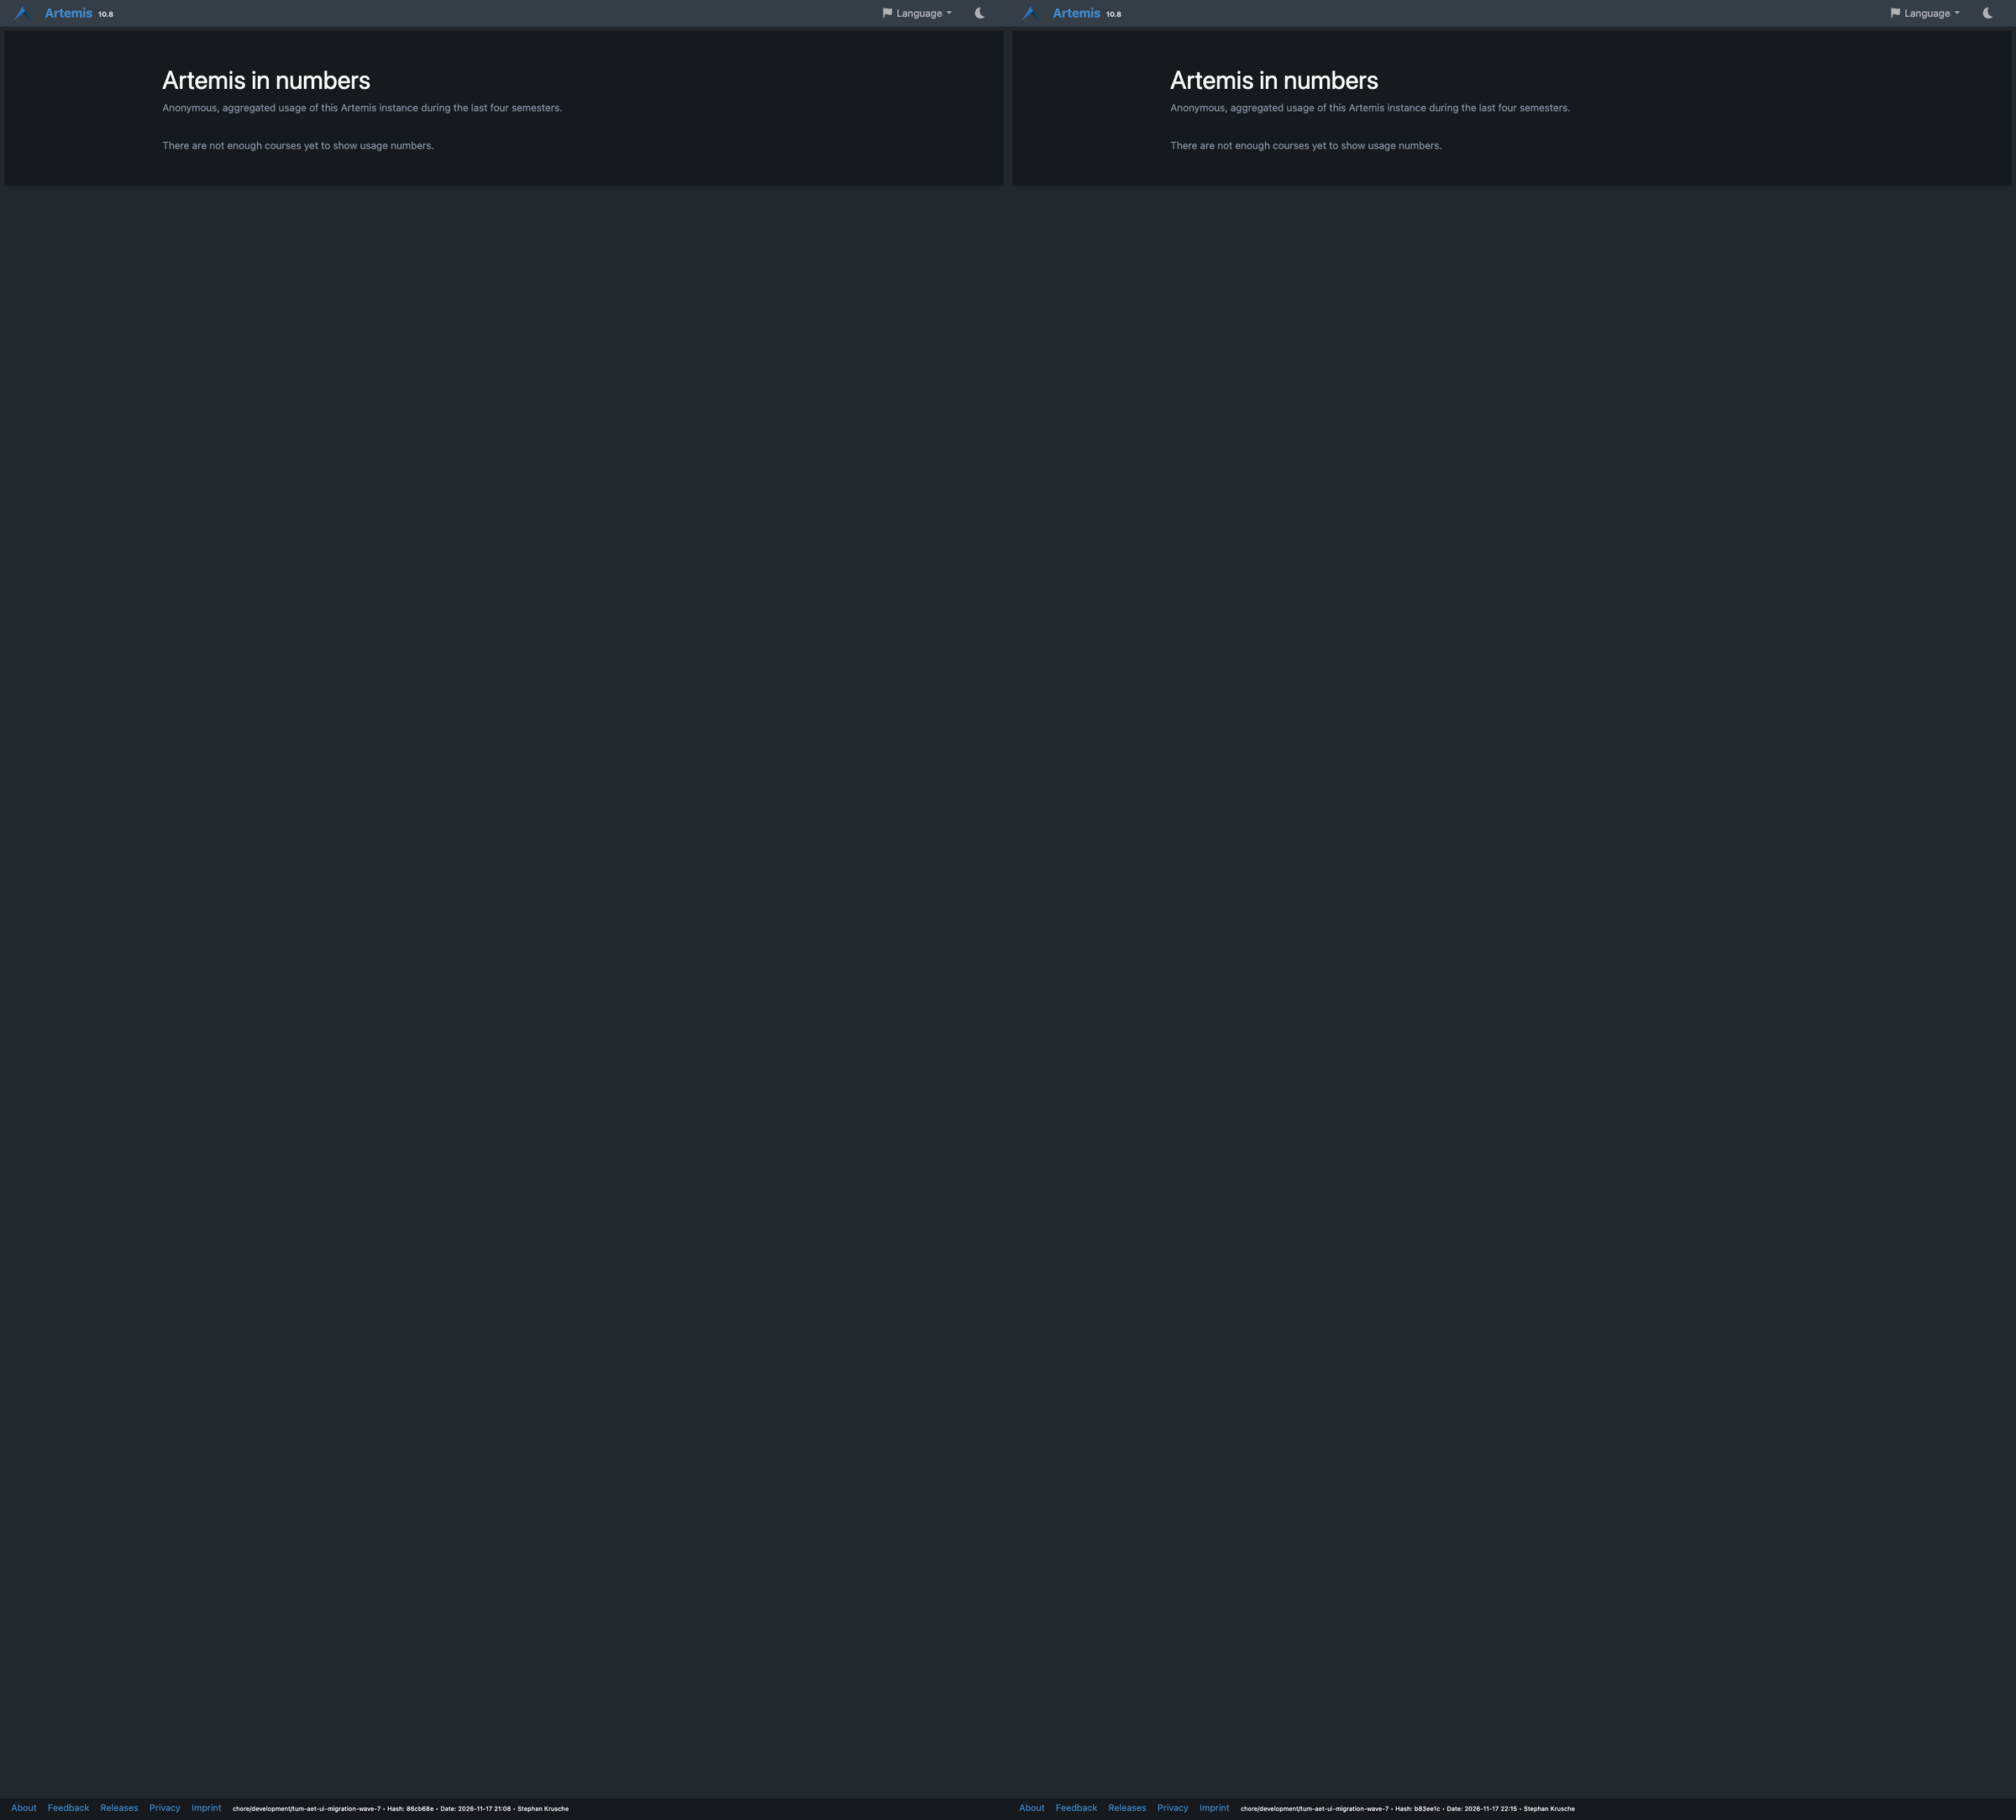 Artemis 10.8
Language
Artemis in numbers
Anonymous, aggregated usage of this Artemis instance during the last four semesters.
There are not enough courses yet to show usage numbers.
About Feedback Releases Privacy Imprint chore/development/tum-aet-ui-migration-wave-7 • Hash: 86cb68e • Date: 2026-11-17 21:08 • Stephan Krusche
Artemis 10.8
Language
Artemis in numbers
Anonymous, aggregated usage of this Artemis instance during the last four semesters.
There are not enough courses yet to show usage numbers.
About Feedback Releases Privacy Imprint chore/development/tum-aet-ui-migration-wave-7 • Hash: b83ee1c • Date: 2026-11-17 22:15 • Stephan Krusche